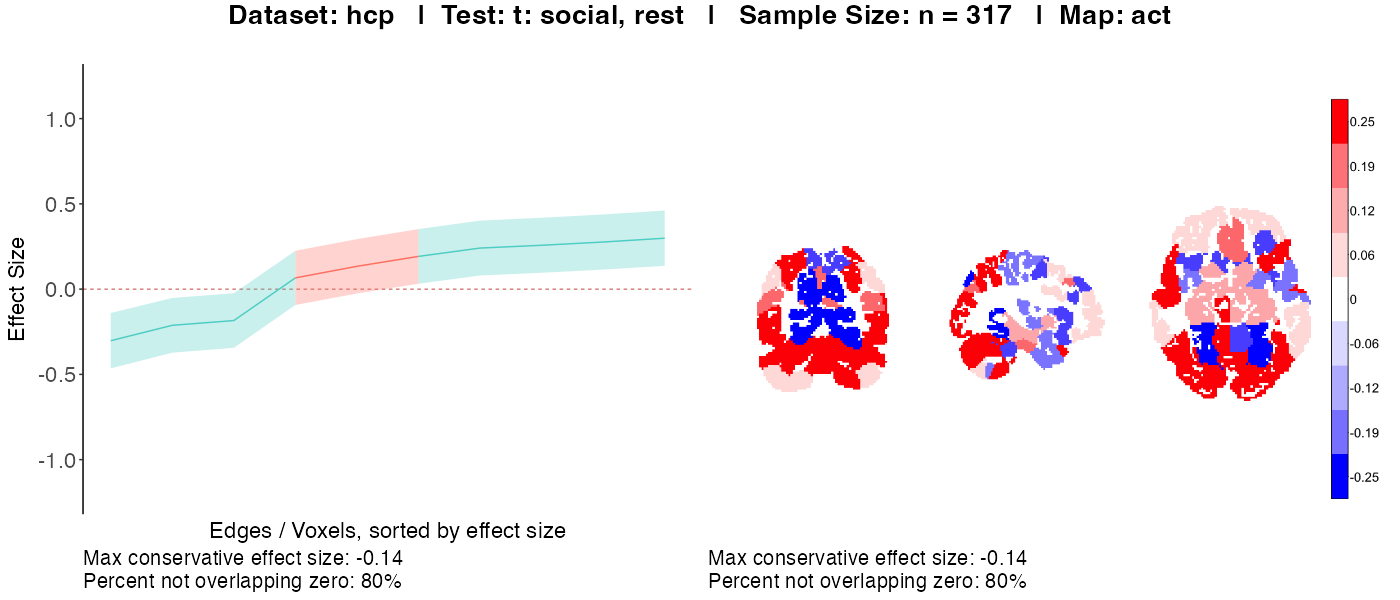 Dataset: hcp | Test: t: social, rest | Sample Size: n = 317 | Map: act
Effect Size
1.0
0.5
0.0
-0.5
-1.0
Edges / Voxels, sorted by effect size
Max conservative effect size: -0.14
Percent not overlapping zero: 80%
0.25
0.19
0.12
0.06
0
-0.06
-0.12
-0.19
-0.25
Max conservative effect size: -0.14
Percent not overlapping zero: 80%